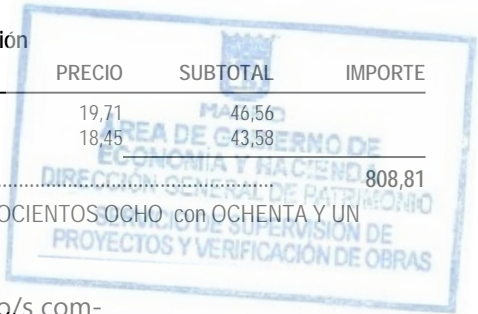 ión
PRECIO SUBTOTAL IMPORTE
19,71 46,56
18,45 43,58
MADRID
ÁREA DE GOBIERNO DE
ECONOMÍA Y HACIENDA
DIRECCIÓN GENERAL DE PATRIMONIO
.......................................................... 808,81
OCIENTOS OCHO con OCHENTA Y UN
SERVICIO DE SUPERVISIÓN DE
PROYECTOS Y VERIFICACIÓN DE OBRAS
o/s com-